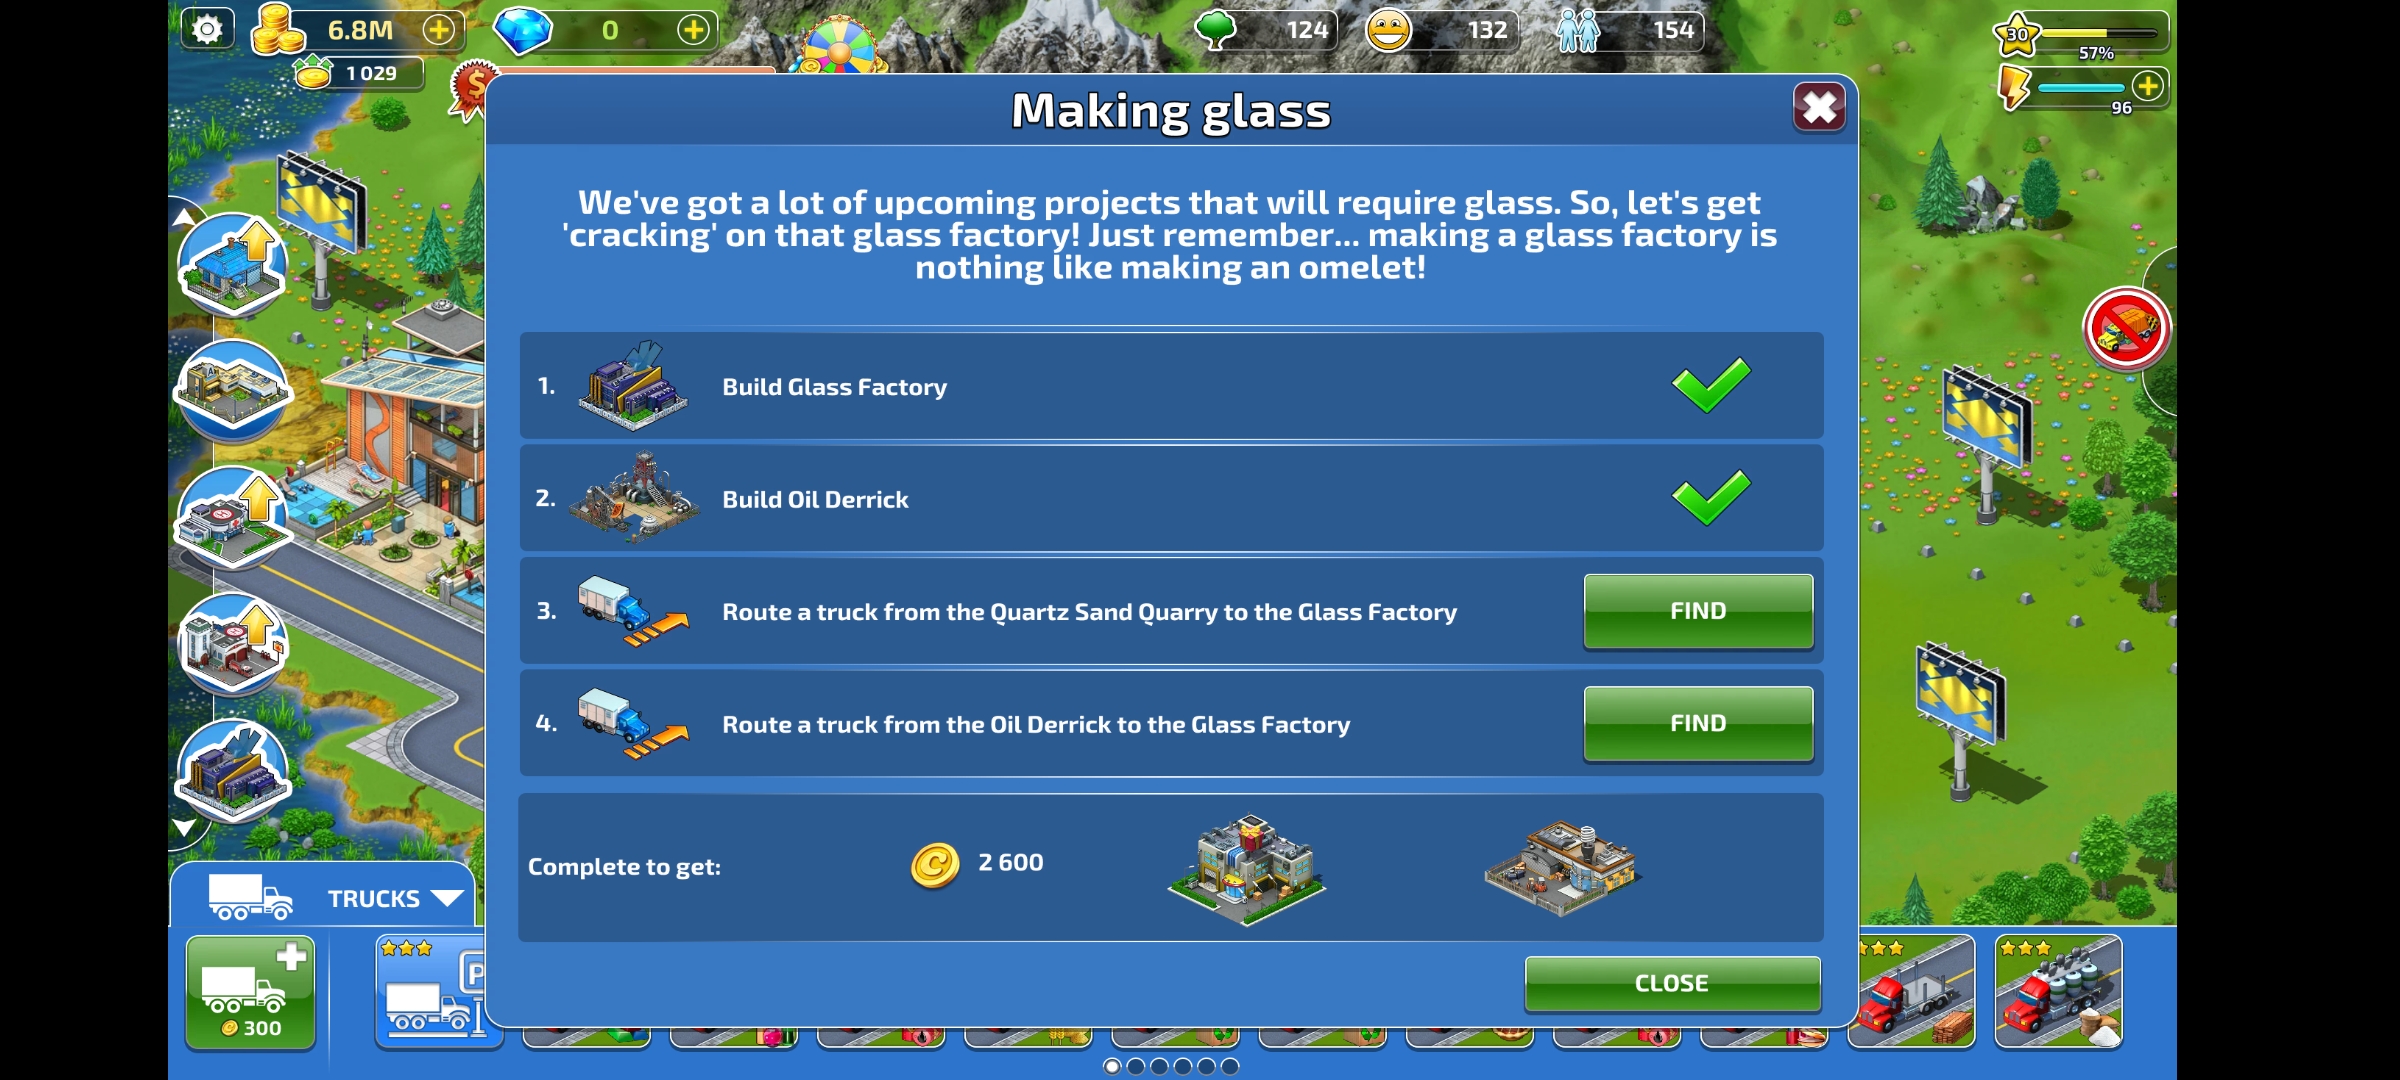 6.8M
0
124
132
154
30
57%
1 029
96
Making glass
We've got a lot of upcoming projects that will require glass. So, let's get
'cracking' on that glass factory! Just remember... making a glass factory is
nothing like making an omelet!
1. Build Glass Factory
2. Build Oil Derrick
3. Route a truck from the Quartz Sand Quarry to the Glass Factory
FIND
4. Route a truck from the Oil Derrick to the Glass Factory
FIND
Complete to get:
2 600
CLOSE
TRUCKS
300
P